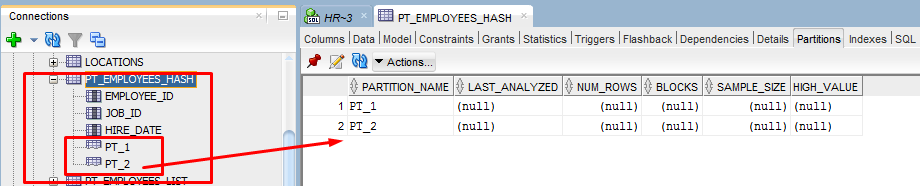 Connections
LOCATIONS
PT_EMPLOYEES_HASH
EMPLOYEE_ID
JOB_ID
HIRE_DATE
PT_1
PT_2
PT_EMPLOYEES_LIST
SQL HR-3 PT_EMPLOYEES_HASH
Columns Data Model Constraints Grants Statistics Triggers Flashback Dependencies Details Partitions Indexes SQL
Actions...
PARTITION_NAME LAST_ANALYZED NUM_ROWS BLOCKS SAMPLE_SIZE HIGH_VALUE
1 PT_1 (null) (null) (null) (null) (null)
2 PT_2 (null) (null) (null) (null) (null)